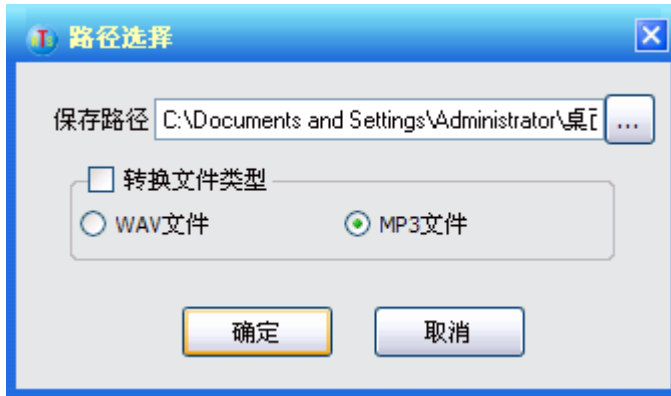 路径选择
保存路径 C:\Documents and Settings\Administrator\桌 ...
转换文件类型
WAV文件 MP3文件
确定 取消